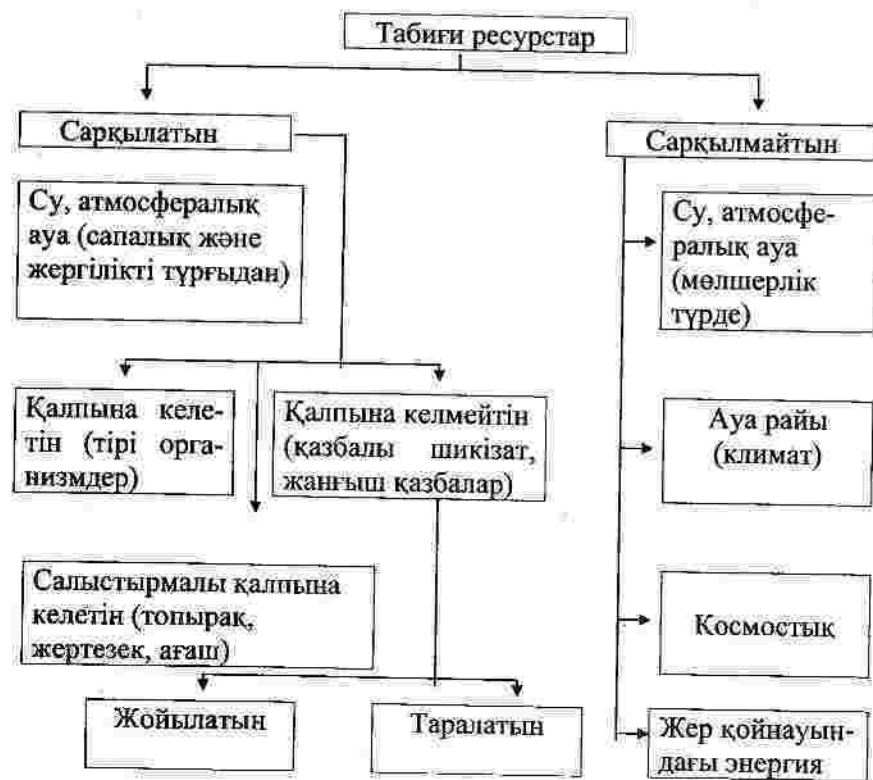 Табиғи ресурстар
Сарқылатын
Сарқылмайтын
Су, атмосфералық
ауа (сапалық және
жергілікті тұрғыдан)
Су, атмосфе-
ралық ауа
(мөлшерлік
түрде)
Қалпына келе-
тін (тірі орга-
низмдер)
Қалпына келмейтін
(қазбалы шикізат,
жанғыш қазбалар)
Ауа райы
(климат)
Салыстырмалы қалпына
келетін (топырақ,
жертезек, ағаш)
Космостық
Жойылатын
Таралатын
Жер қойнауын-
дағы энергия